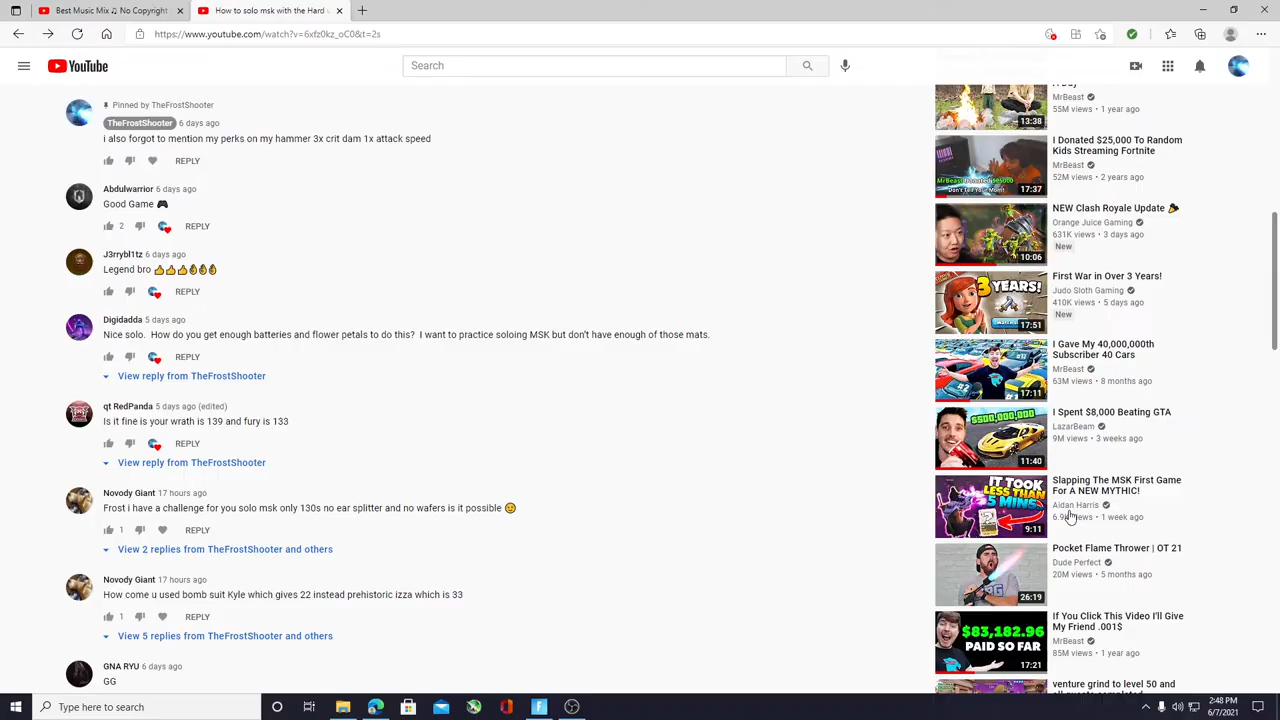 Best Music Mix ♫ No Copyright
How to solo msk with the Hard
https://www.youtube.com/watch?v=6xfz0kz_oC0&t=2s
YouTube
Search
Pinned by TheFrostShooter
TheFrostShooter 6 days ago
i also forgot to mention my perks on my hammer 3x crit dam 1x attack speed
REPLY
Abdulwarrior 6 days ago
Good Game 🎮
2 REPLY
J3rrybl1tz 6 days ago
Legend bro 👍👍👍👌👌👌
REPLY
Digidadda 5 days ago
Nice solo. How do you get enough batteries and flower petals to do this? I want to practice soloing MSK but don't have enough of those mats.
REPLY
View reply from TheFrostShooter
qt RedPanda 5 days ago (edited)
Is it fine is your wrath is 139 and fury is 133
REPLY
View reply from TheFrostShooter
Novody Giant 17 hours ago
Frost i have a challenge for you solo msk only 130s no ear splitter and no wafers is it possible
1 REPLY
View 2 replies from TheFrostShooter and others
Novody Giant 17 hours ago
How come u used bomb suit Kyle which gives 22 instead prehistoric izza which is 33
1 REPLY
View 5 replies from TheFrostShooter and others
GNA RYU 6 days ago
GG
MrBeast
55M views • 1 year ago
13:38
I Donated $25,000 To Random
Kids Streaming Fortnite
MrBeast
52M views • 2 years ago
Don't Tell Your Mom!
17:37
NEW Clash Royale Update
Orange Juice Gaming
631K views • 3 days ago
New
10:06
First War in Over 3 Years!
Judo Sloth Gaming
410K views • 5 days ago
New
3 YEARS!
17:51
I Gave My 40,000,000th
Subscriber 40 Cars
MrBeast
63M views • 8 months ago
17:11
I Spent $8,000 Beating GTA
LazarBeam
9M views • 3 weeks ago
$500,000,000
11:40
Slapping The MSK First Game
For A NEW MYTHIC!
Aidan Harris
views • 1 week ago
IT TOOK
LESS THAN
5 MINS
9:11
Pocket Flame Thrower | OT 21
Dude Perfect
20M views • 5 months ago
26:19
If You Click This Video I'll Give
My Friend .001$
MrBeast
85M views • 1 year ago
$83,182.96
PAID SO FAR
17:21
venture grind to level 50 and
Type here to search
2:48 PM
6/7/2021